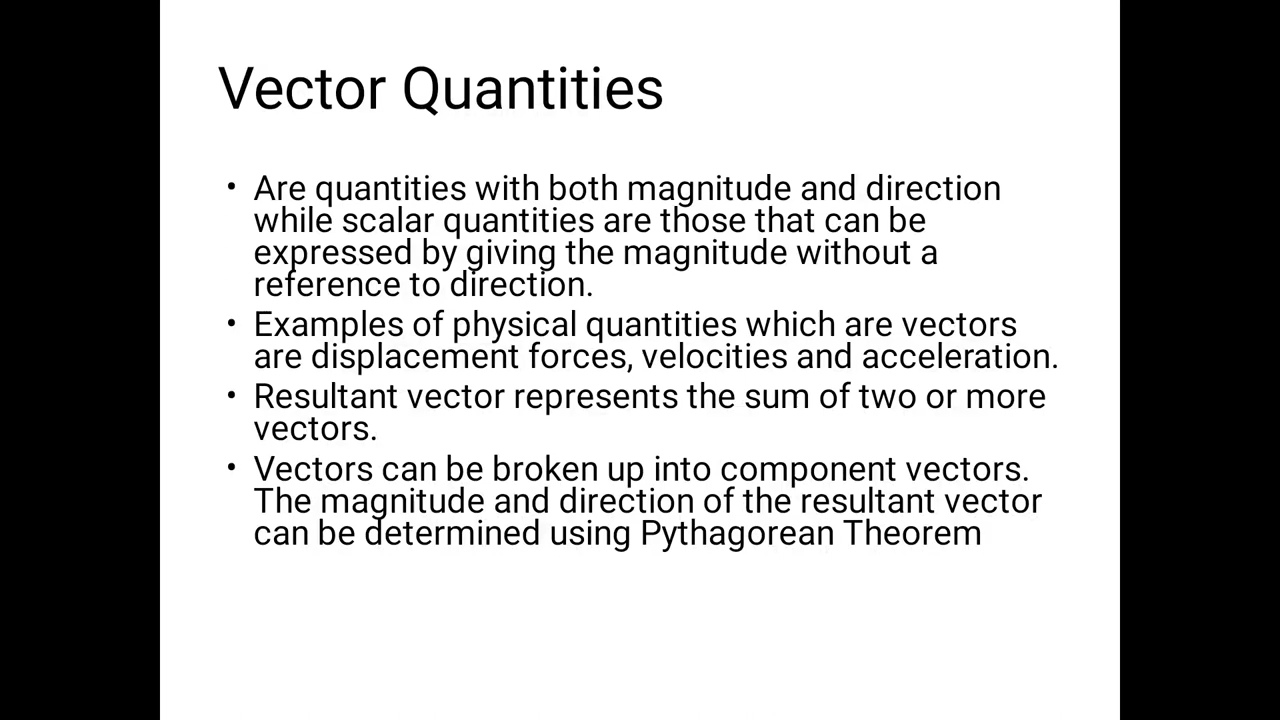 Vector Quantities
• Are quantities with both magnitude and direction
while scalar quantities are those that can be
expressed by giving the magnitude without a
reference to direction.
• Examples of physical quantities which are vectors
are displacement forces, velocities and acceleration.
• Resultant vector represents the sum of two or more
vectors.
• Vectors can be broken up into component vectors.
The magnitude and direction of the resultant vector
can be determined using Pythagorean Theorem